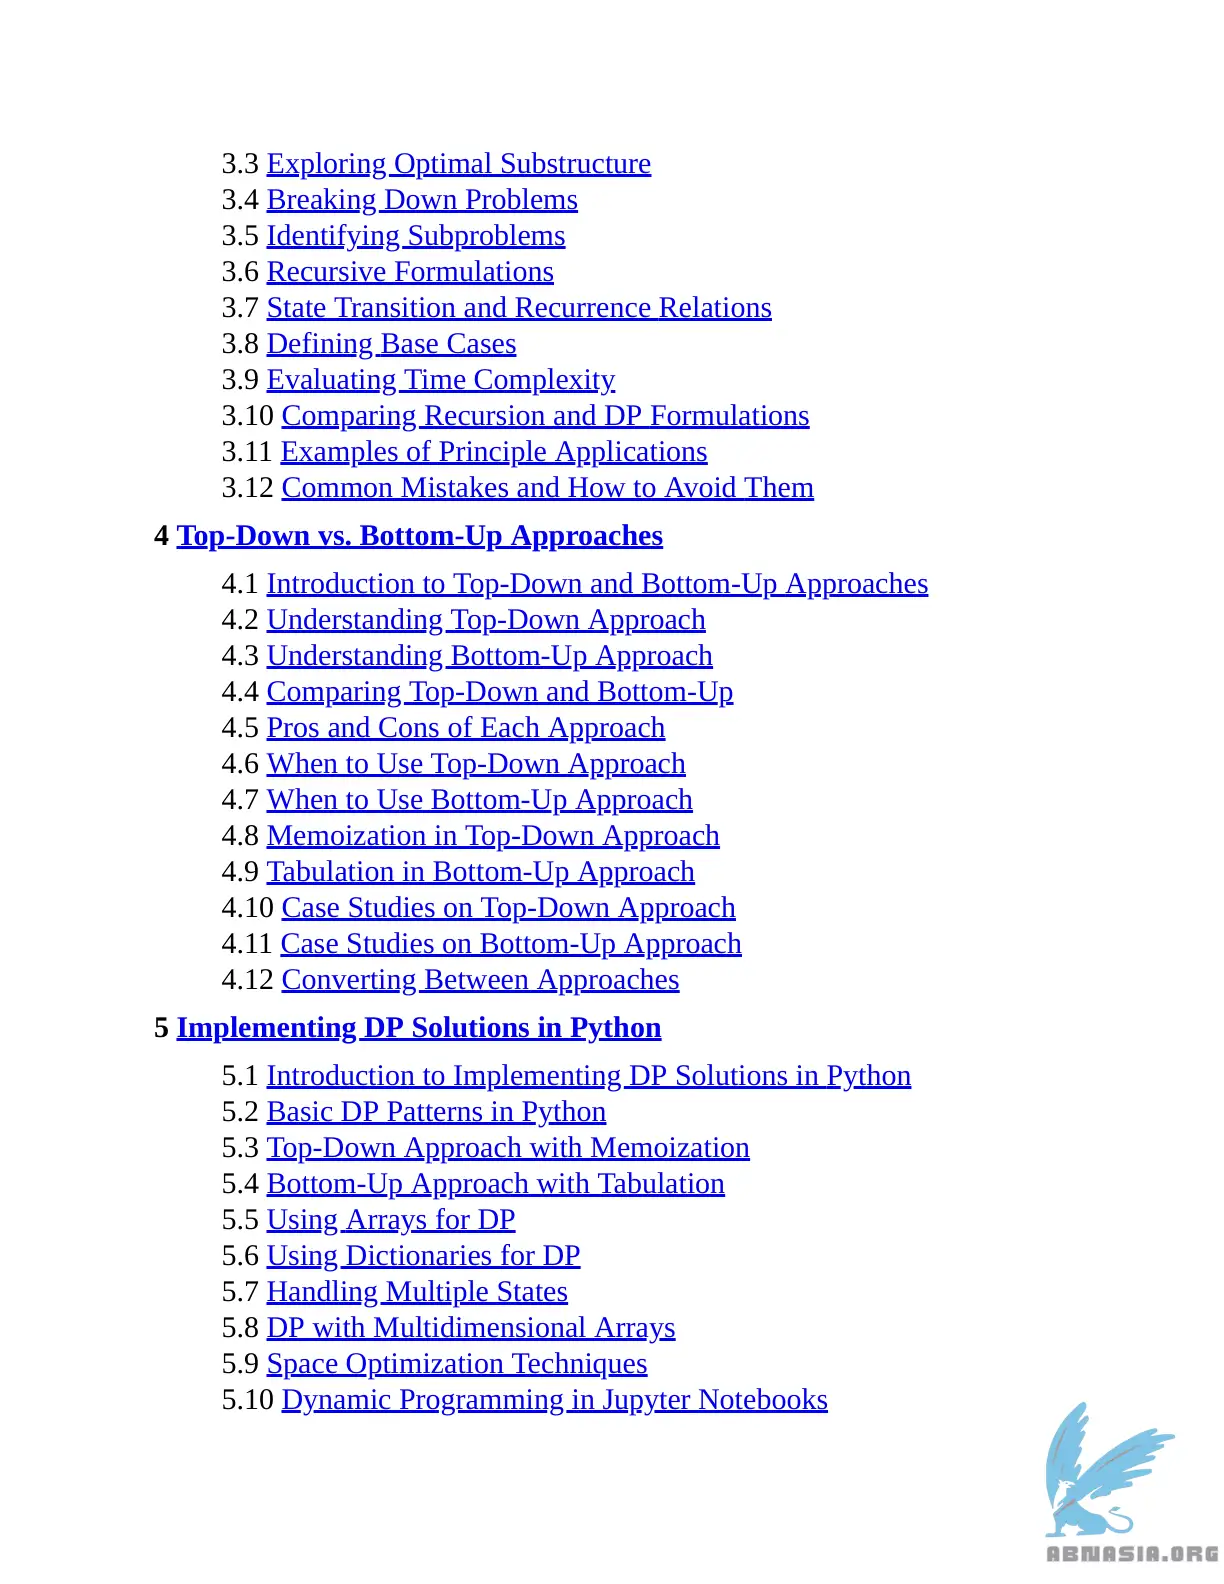 3.3 Exploring Optimal Substructure
3.4 Breaking Down Problems
3.5 Identifying Subproblems
3.6 Recursive Formulations
3.7 State Transition and Recurrence Relations
3.8 Defining Base Cases
3.9 Evaluating Time Complexity
3.10 Comparing Recursion and DP Formulations
3.11 Examples of Principle Applications
3.12 Common Mistakes and How to Avoid Them
4 Top-Down vs. Bottom-Up Approaches
4.1 Introduction to Top-Down and Bottom-Up Approaches
4.2 Understanding Top-Down Approach
4.3 Understanding Bottom-Up Approach
4.4 Comparing Top-Down and Bottom-Up
4.5 Pros and Cons of Each Approach
4.6 When to Use Top-Down Approach
4.7 When to Use Bottom-Up Approach
4.8 Memoization in Top-Down Approach
4.9 Tabulation in Bottom-Up Approach
4.10 Case Studies on Top-Down Approach
4.11 Case Studies on Bottom-Up Approach
4.12 Converting Between Approaches
5 Implementing DP Solutions in Python
5.1 Introduction to Implementing DP Solutions in Python
5.2 Basic DP Patterns in Python
5.3 Top-Down Approach with Memoization
5.4 Bottom-Up Approach with Tabulation
5.5 Using Arrays for DP
5.6 Using Dictionaries for DP
5.7 Handling Multiple States
5.8 DP with Multidimensional Arrays
5.9 Space Optimization Techniques
5.10 Dynamic Programming in Jupyter Notebooks
ABNASIA.ORG